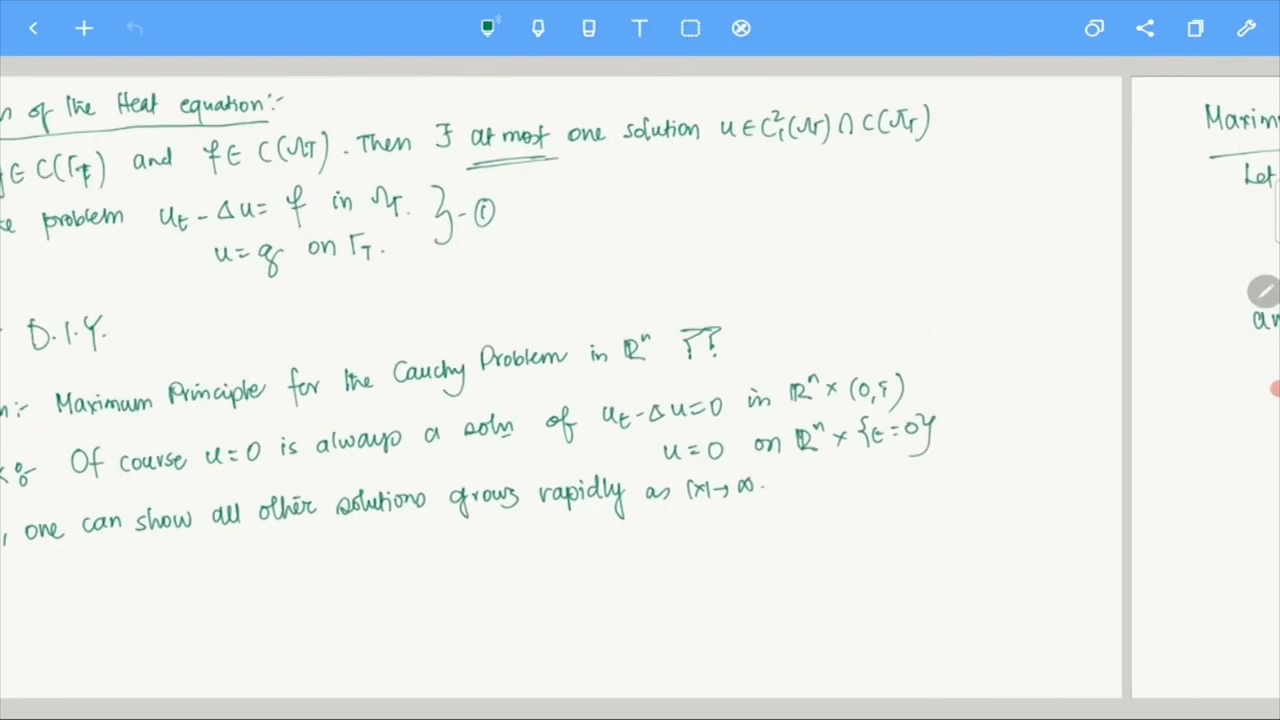 n of the Heat equation:-
g ∈ C(Γ_T) and f ∈ C(Ω_T). Then ∃ at most one solution u ∈ C²₁(Ω_T) ∩ C(Ω̄_T)
problem u_t - Δu = f in Ω_T. } - ①
u = g on Γ_T.
D.I.Y.
n:- Maximum Principle for the Cauchy Problem in ℝⁿ ??
Of course u=0 is always a soln of u_t - Δu = 0 in ℝⁿ × (0,T)
u = 0 on ℝⁿ × {t=0}
, one can show all other solutions grows rapidly as |x| → ∞.
T
Maxim
Let
an